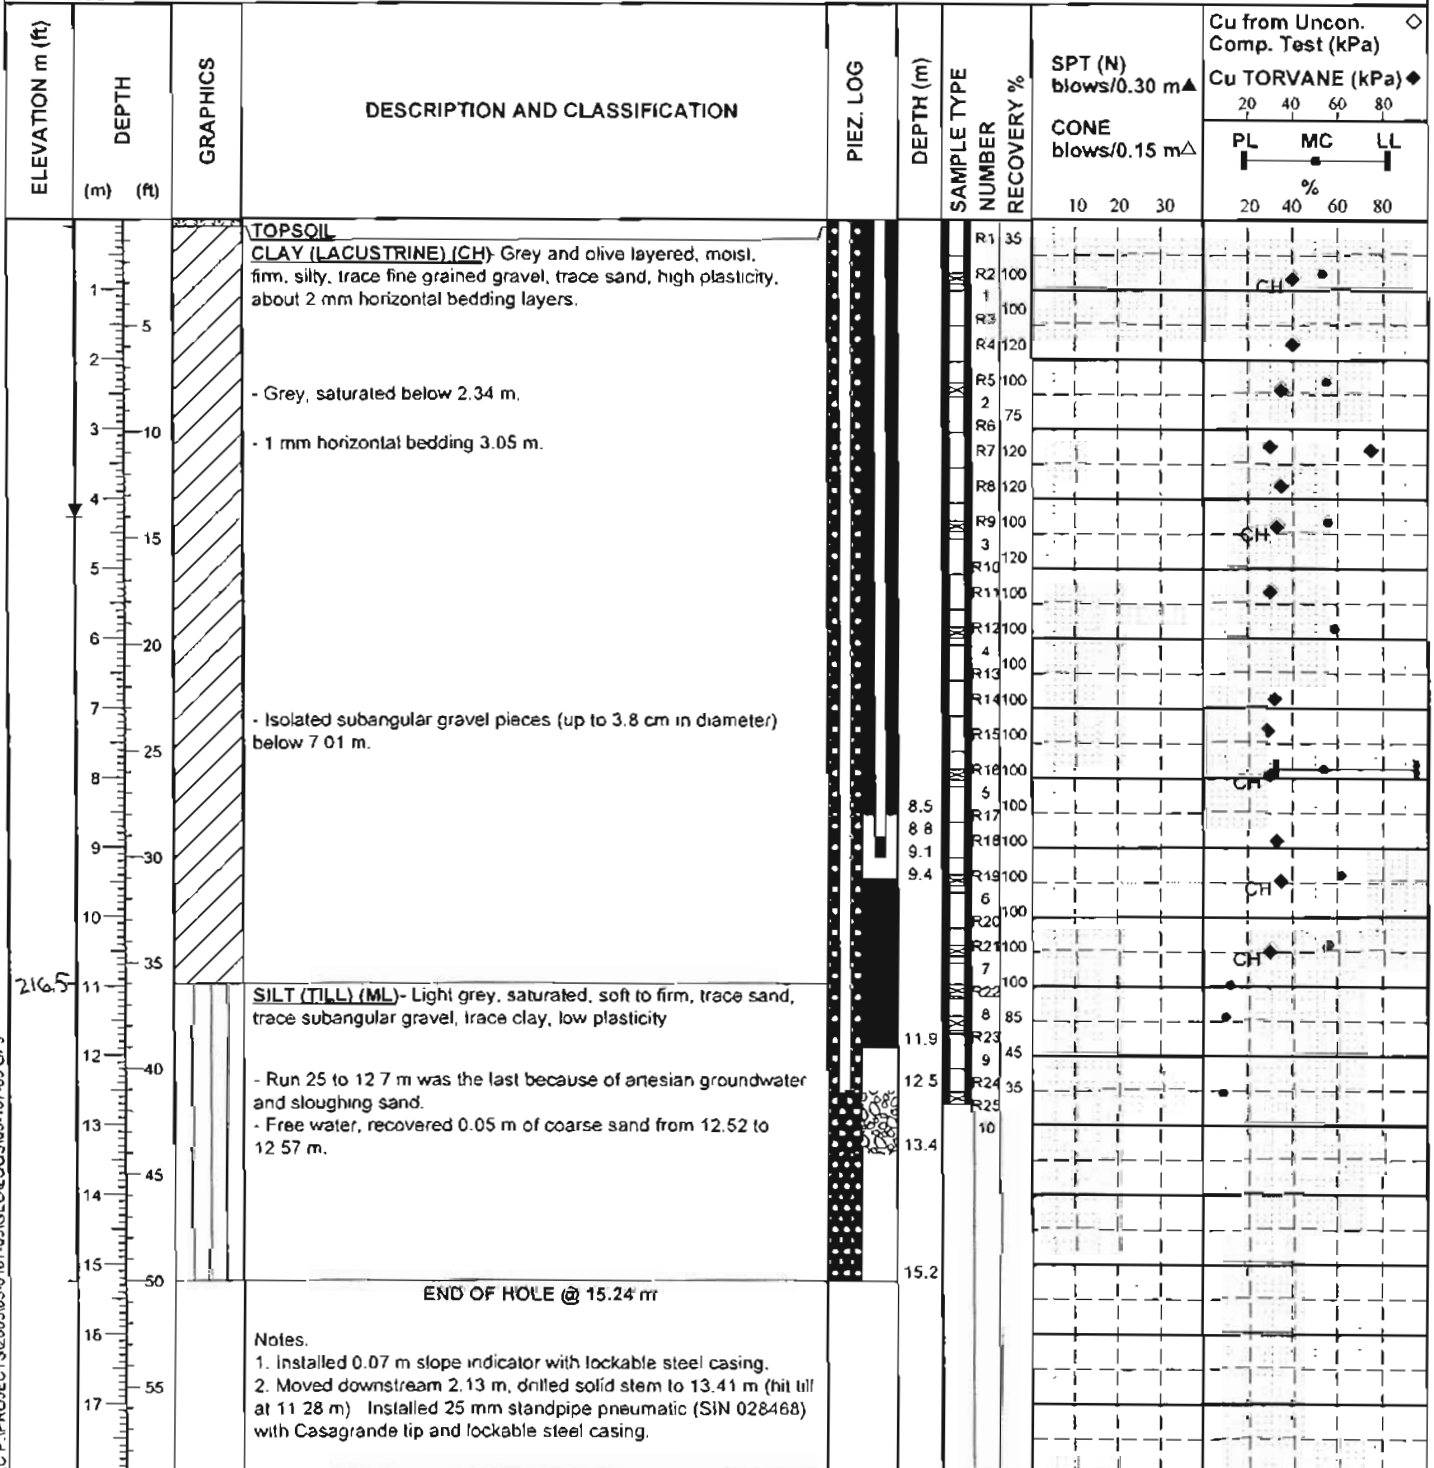 ELEVATION m (ft)
DEPTH
(m) (ft)
GRAPHICS
DESCRIPTION AND CLASSIFICATION
PIEZ. LOG
DEPTH (m)
SAMPLE TYPE
NUMBER
RECOVERY %
SPT (N)
blows/0.30 m▲
CONE
blows/0.15 m△
10 20 30
Cu from Uncon. ◇
Comp. Test (kPa)
Cu TORVANE (kPa) ◆
20 40 60 80
PL MC LL
%
20 40 60 80
TOPSOIL
CLAY (LACUSTRINE) (CH)- Grey and olive layered, moist,
firm, silty, trace fine grained gravel, trace sand, high plasticity,
about 2 mm horizontal bedding layers.
- Grey, saturated below 2.34 m.
- 1 mm horizontal bedding 3.05 m.
- Isolated subangular gravel pieces (up to 3.8 cm in diameter)
below 7 01 m.
SILT (TILL) (ML)- Light grey, saturated, soft to firm, trace sand,
trace subangular gravel, trace clay, low plasticity
- Run 25 to 12 7 m was the last because of artesian groundwater
and sloughing sand.
- Free water, recovered 0.05 m of coarse sand from 12.52 to
12 57 m.
END OF HOLE @ 15.24 m
Notes.
1. Installed 0.07 m slope indicator with lockable steel casing.
2. Moved downstream 2.13 m, drilled solid stem to 13.41 m (hit till
at 11 28 m) Installed 25 mm standpipe pneumatic (SIN 028468)
with Casagrande tip and lockable steel casing.
216.5
1
2
3
4
5
6
7
8
9
10
11
12
13
14
15
16
17
5
10
15
20
25
30
35
40
45
50
55
8.5
8 8
9.1
9.4
11.9
12.5
13.4
15.2
R1 35
R2 100
1
100
R3
R4 120
R5 100
2
75
R6
R7 120
R8 120
R9 100
3
120
R10
R11 100
R12 100
4
100
R13
R14 100
R15 100
R16 100
5
100
R17
R18 100
R19 100
6
100
R20
R21 100
7
100
R22
8 85
R23
45
9
R24 35
R25
10
CH
CH
CH
CH
CH